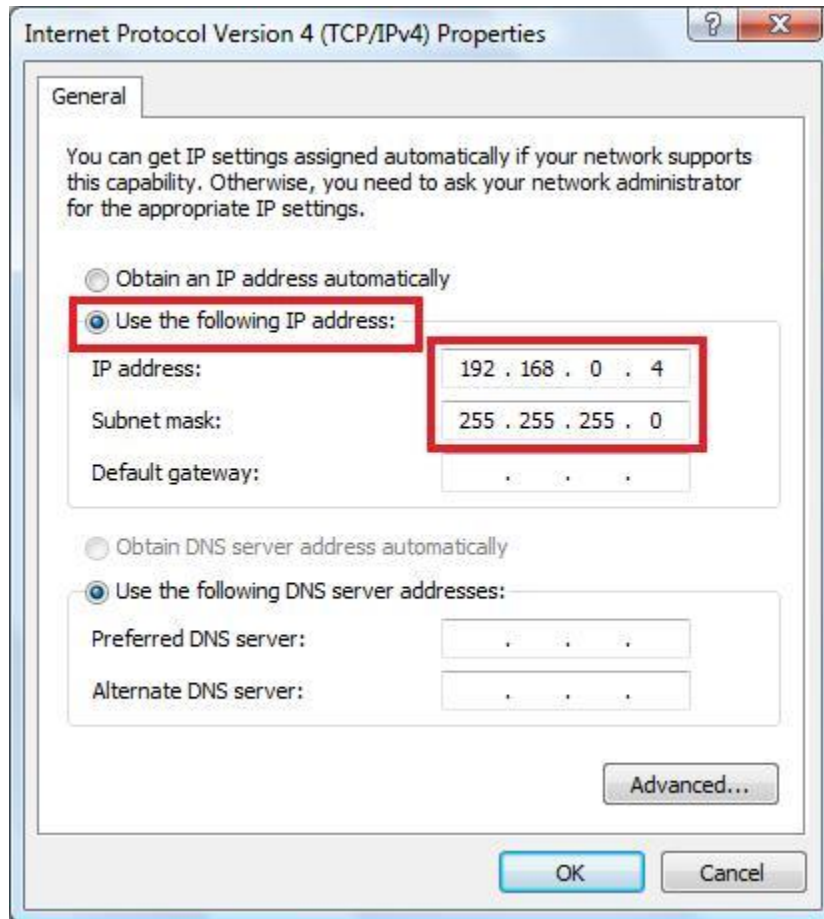 Internet Protocol Version 4 (TCP/IPv4) Properties
?
General
You can get IP settings assigned automatically if your network supports
this capability. Otherwise, you need to ask your network administrator
for the appropriate IP settings.
Obtain an IP address automatically
Use the following IP address:
IP address: 192 . 168 . 0 . 4
Subnet mask: 255 . 255 . 255 . 0
Default gateway: . . .
Obtain DNS server address automatically
Use the following DNS server addresses:
Preferred DNS server: . . .
Alternate DNS server: . . .
Advanced...
OK Cancel